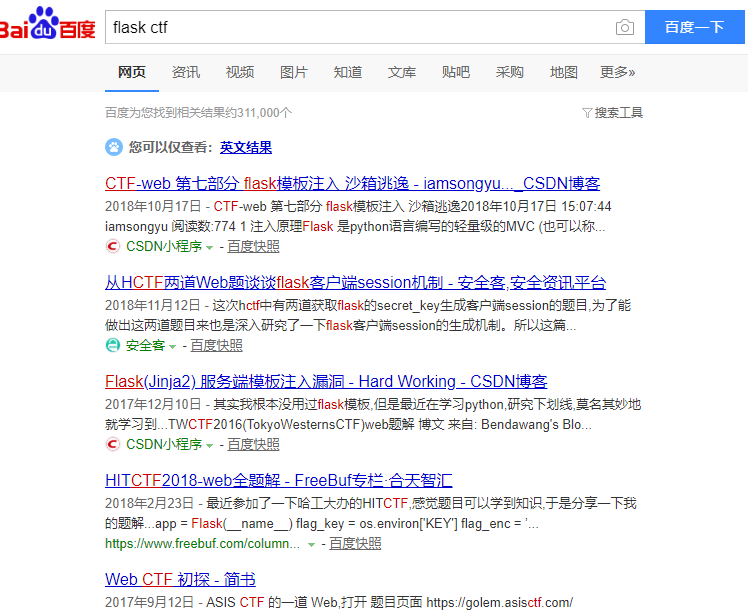 Bai du 百度
flask ctf
百度一下
网页 资讯 视频 图片 知道 文库 贴吧 采购 地图 更多»
百度为您找到相关结果约311,000个
搜索工具
您可以仅查看：英文结果
CTF-web 第七部分 flask模板注入 沙箱逃逸 - iamsongyu..._CSDN博客
2018年10月17日 - CTF-web 第七部分 flask模板注入 沙箱逃逸2018年10月17日 15:07:44
iamsongyu 阅读数:774 1 注入原理Flask 是python语言编写的轻量级的MVC (也可以称...
C CSDN小程序 - 百度快照
从HCTF两道Web题谈谈flask客户端session机制 - 安全客,安全资讯平台
2018年11月12日 - 这次hctf中有两道获取flask的secret_key生成客户端session的题目,为了能
做出这两道题目来也是深入研究了一下flask客户端session的生成机制。所以这篇...
安全客 - 百度快照
Flask(Jinja2) 服务端模板注入漏洞 - Hard Working - CSDN博客
2017年12月10日 - 其实我根本没用过flask模板,但是最近在学习python,研究下划线,莫名其妙地
就学习到...TWCTF2016(TokyoWesternsCTF)web题解 博文 来自: Bendawang's Blo...
C CSDN小程序 - 百度快照
HITCTF2018-web全题解 - FreeBuf专栏·合天智汇
2018年2月23日 - 最近参加了一下哈工大办的HITCTF,感觉题目可以学到知识,于是分享一下我
的题解...app = Flask(__name__) flag_key = os.environ['KEY'] flag_enc = '...
https://www.freebuf.com/column... - 百度快照
Web CTF 初探 - 简书
2017年9月12日 - ASIS CTF 的一道 Web,打开 题目页面 https://golem.asisctf.com/